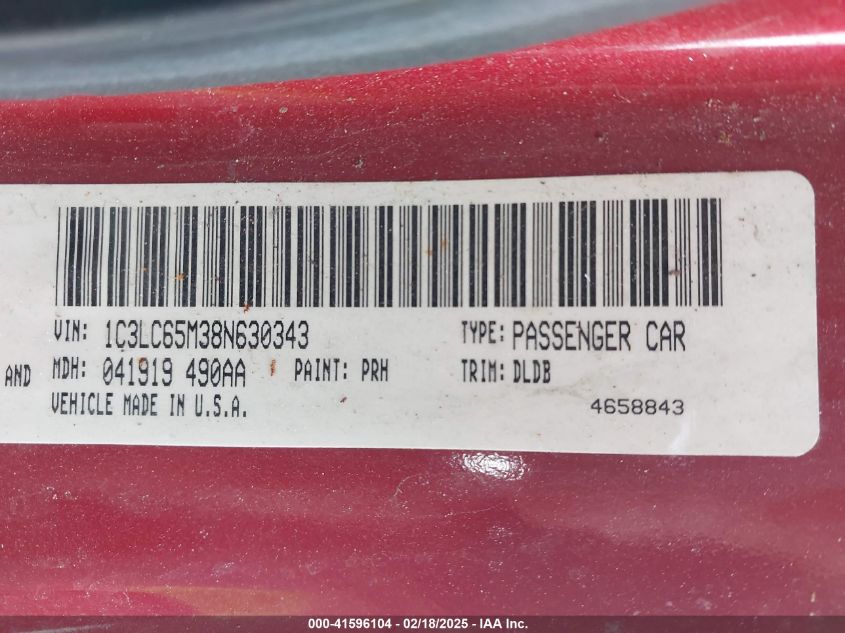 VIN: 1C3LC65M38N630343 TYPE: PASSENGER CAR
AND MDH: 041919 490AA PAINT: PRH TRIM: DLDB
VEHICLE MADE IN U.S.A. 4658843
000-41596104 - 02/18/2025 - IAA Inc.